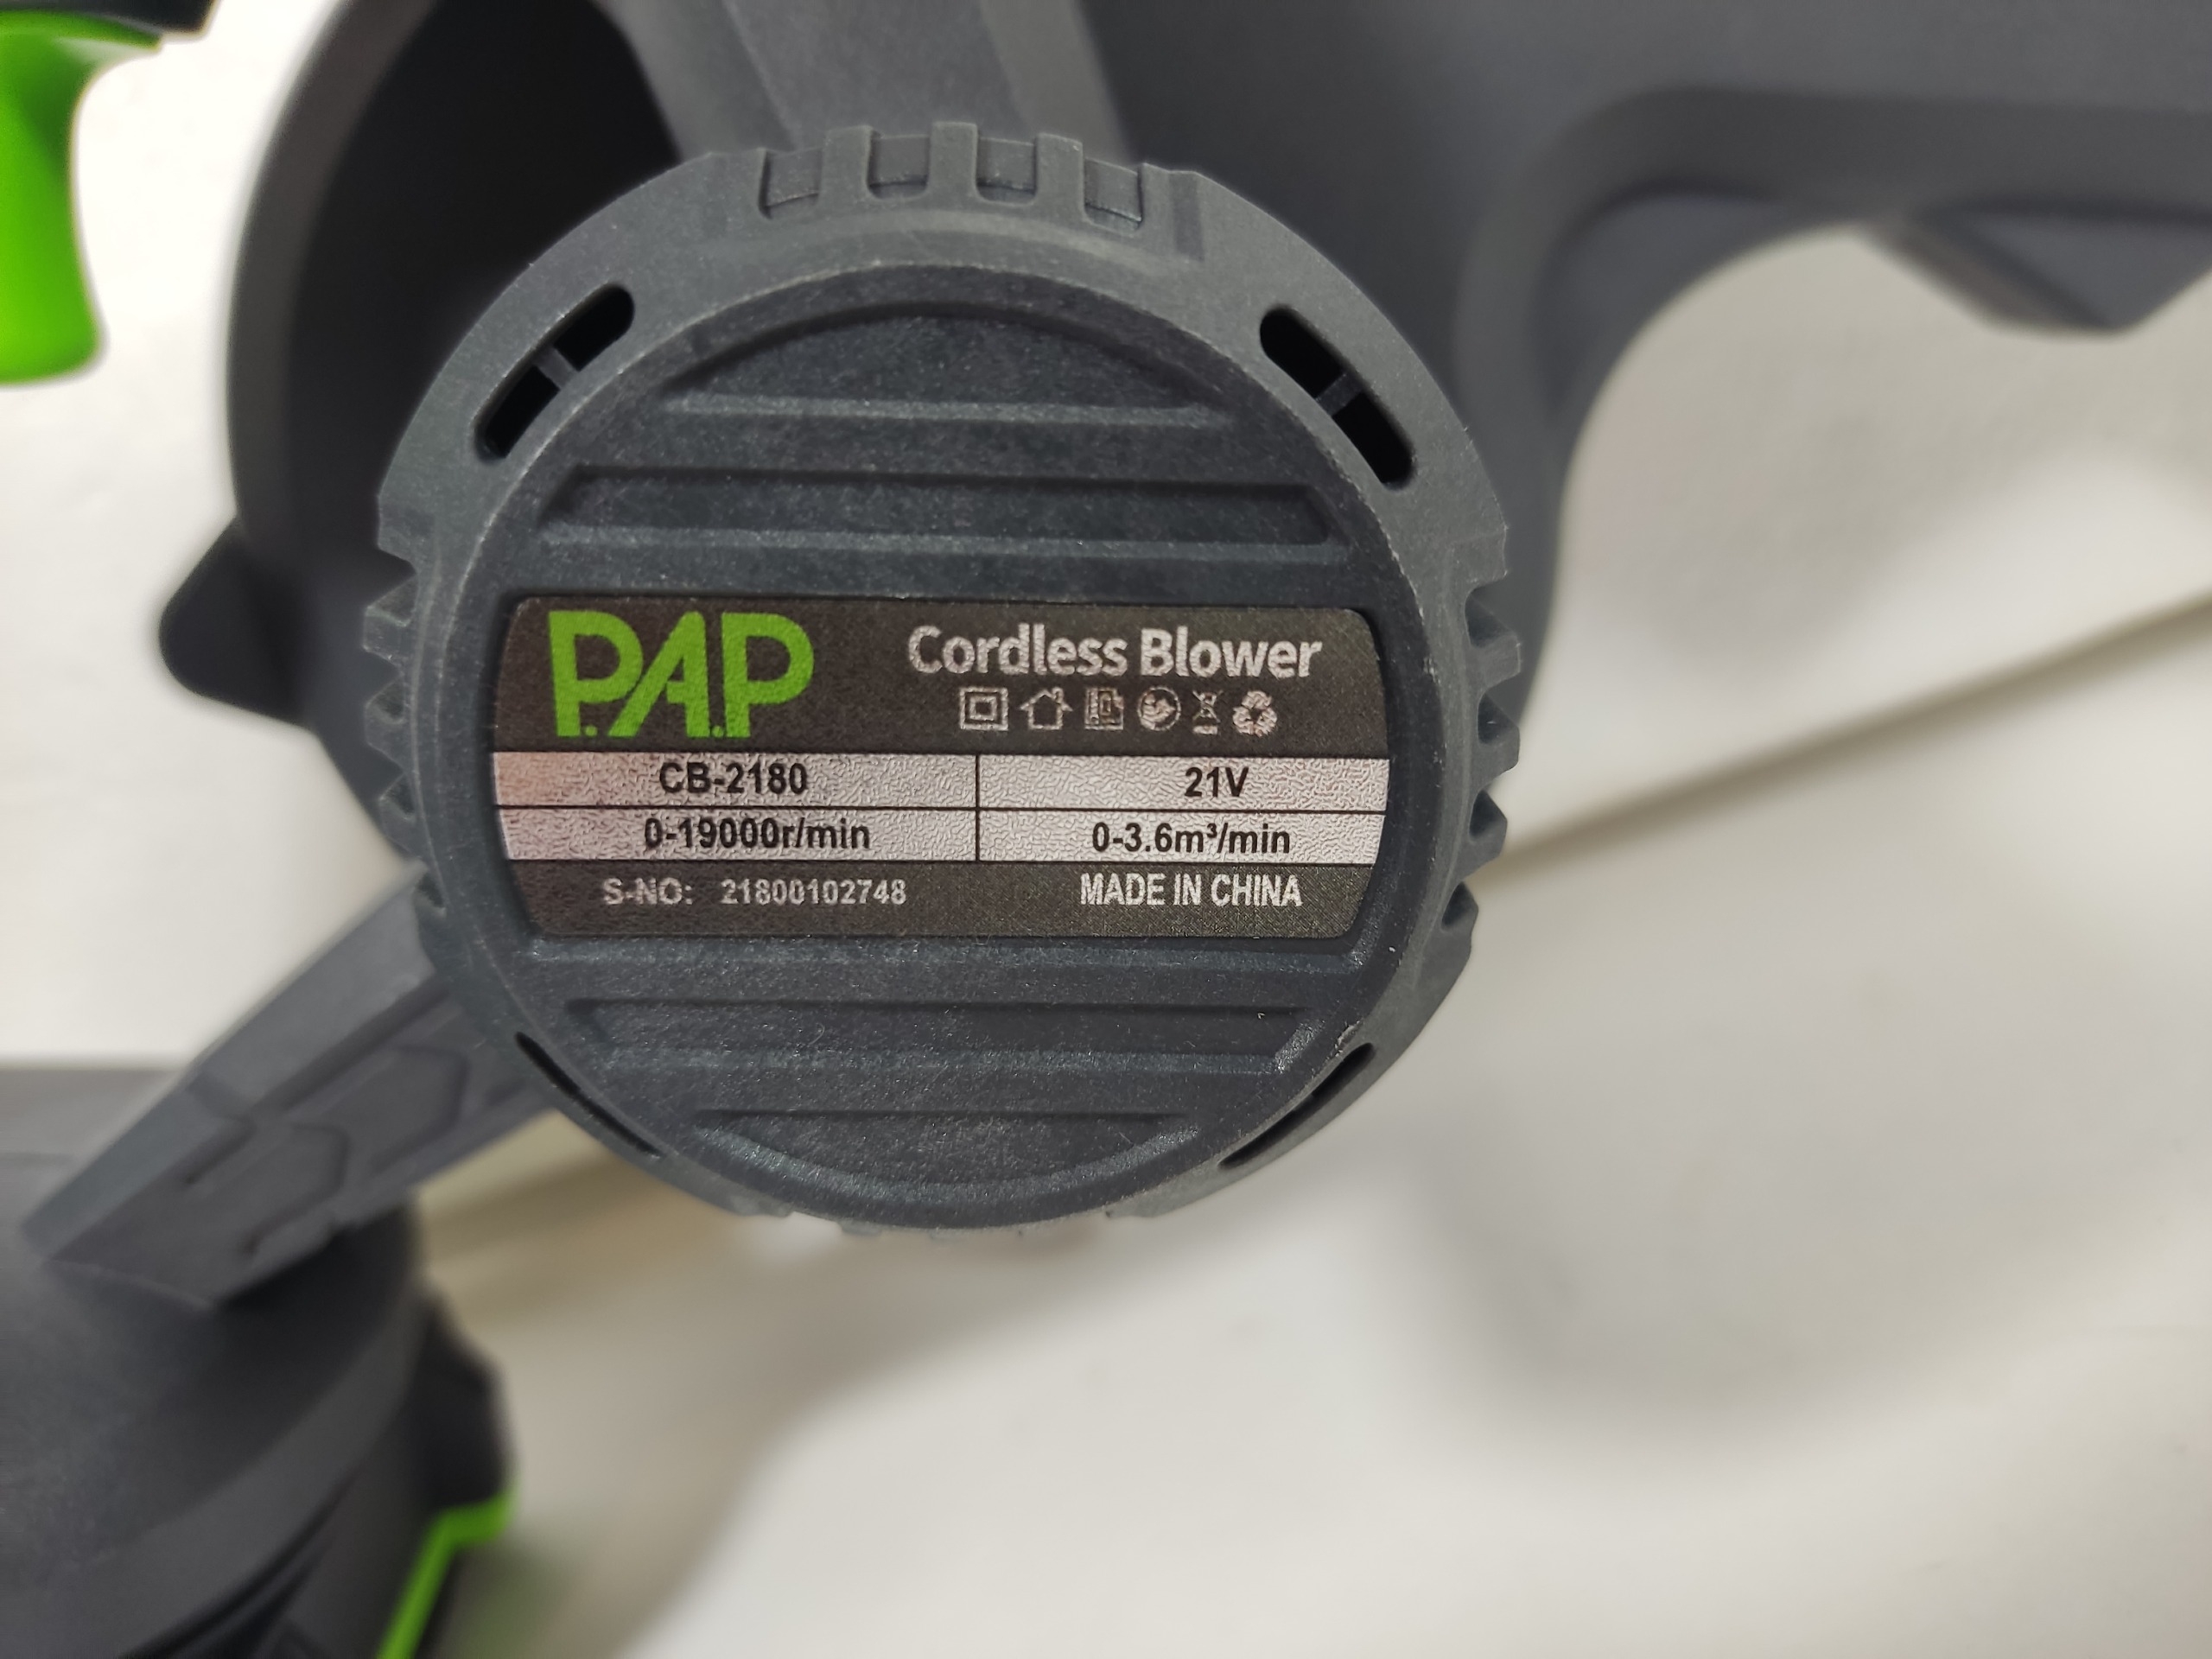 P.A.P
Cordless Blower
CB-2180 21V
0-19000r/min 0-3.6m³/min
S-NO: 21800102748 MADE IN CHINA